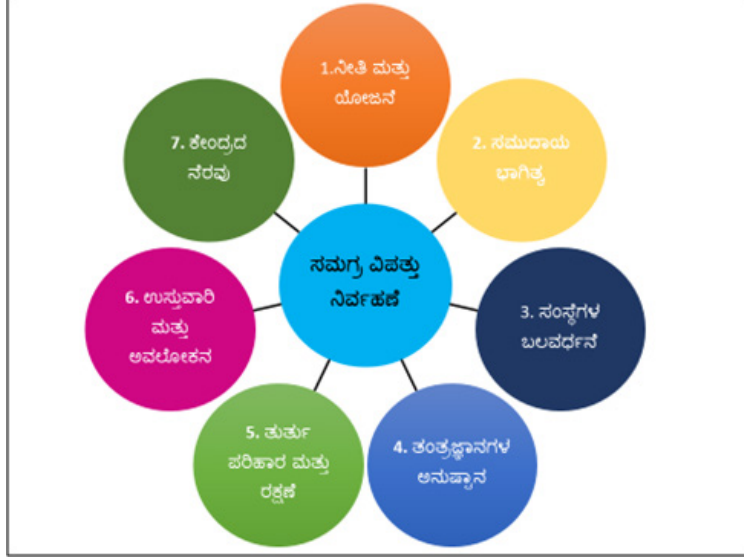 1.ನೀತಿ ಮತ್ತು
ಯೋಜನೆ
2. ಸಮುದಾಯ
ಭಾಗಿತ್ವ
3. ಸಂಸ್ಥೆಗಳ
ಬಲವರ್ಧನೆ
4. ತಂತ್ರಜ್ಞಾನಗಳ
ಅನುಷ್ಠಾನ
5. ತುರ್ತು
ಪರಿಹಾರ ಮತ್ತು
ರಕ್ಷಣೆ
6. ಉಸ್ತುವಾರಿ
ಮತ್ತು
ಅವಲೋಕನ
7. ಕೇಂದ್ರದ
ನೆರವು
ಸಮಗ್ರ ವಿಪತ್ತು
ನಿರ್ವಹಣೆ